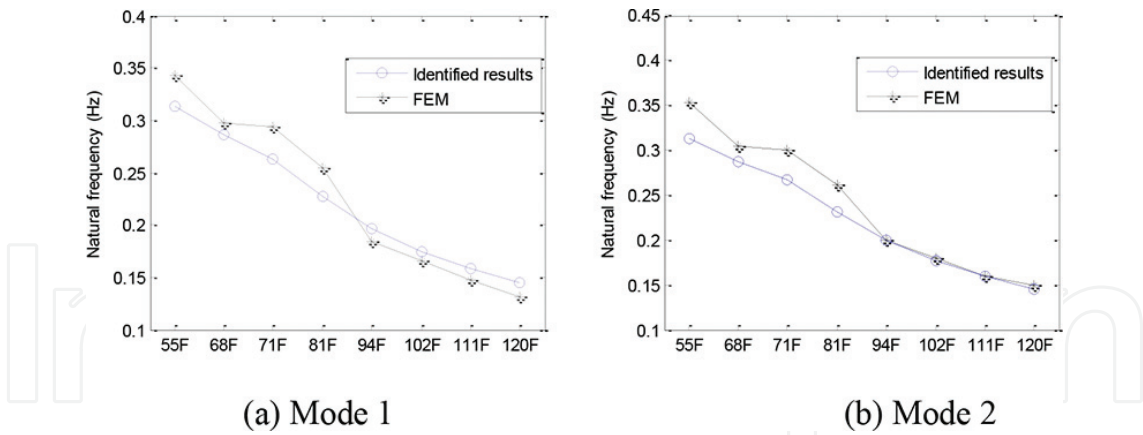 0.4
0.35
0.3
0.25
0.2
0.15
0.1
Natural frequency (Hz)
Identified results
FEM
55F 68F 71F 81F 94F 102F 111F 120F
(a) Mode 1
0.45
0.4
0.35
0.3
0.25
0.2
0.15
0.1
Natural frequency (Hz)
Identified results
FEM
55F 68F 71F 81F 94F 102F 111F 120F
(b) Mode 2